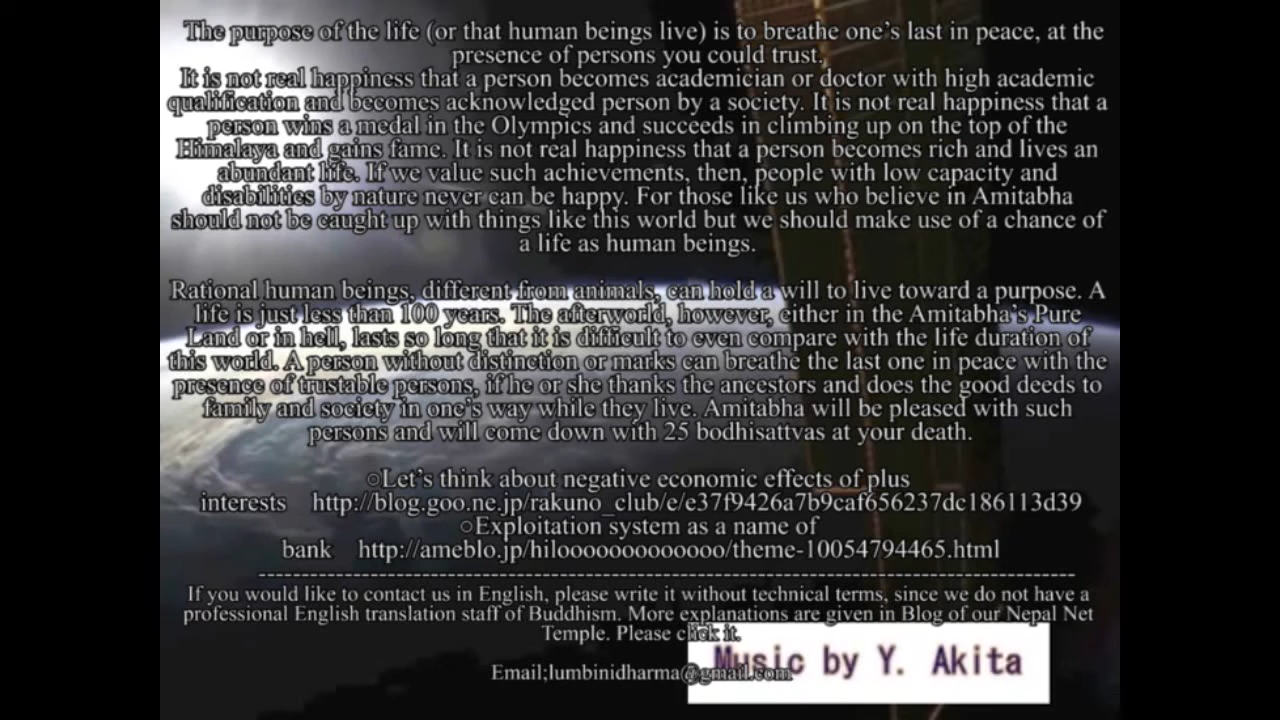 The purpose of the life (or that human beings live) is to breathe one's last in peace, at the
presence of persons you could trust.
It is not real happiness that a person becomes academician or doctor with high academic
qualification and becomes acknowledged person by a society. It is not real happiness that a
person wins a medal in the Olympics and succeeds in climbing up on the top of the
Himalaya and gains fame. It is not real happiness that a person becomes rich and lives an
abundant life. If we value such achievements, then, people with low capacity and
disabilities by nature never can be happy. For those like us who believe in Amitabha
should not be caught up with things like this world but we should make use of a chance of
a life as human beings.
Rational human beings, different from animals, can hold a will to live toward a purpose. A
life is just less than 100 years. The afterworld, however, either in the Amitabha's Pure
Land or in hell, lasts so long that it is difficult to even compare with the life duration of
this world. A person without distinction or marks can breathe the last one in peace with the
presence of trustable persons, if he or she thanks the ancestors and does the good deeds to
family and society in one's way while they live. Amitabha will be pleased with such
persons and will come down with 25 bodhisattvas at your death.
○Let's think about negative economic effects of plus
interests http://blog.goo.ne.jp/rakuno_club/e/e37f9426a7b9caf656237dc186113d39
○Exploitation system as a name of
bank http://ameblo.jp/hiloooooooooooooo/theme-10054794465.html
--------------------------------------------------------------------------------------
If you would like to contact us in English, please write it without technical terms, since we do not have a
professional English translation staff of Buddhism. More explanations are given in Blog of our Nepal Net
Temple. Please click it.
Music by Y. Akita
Email;lumbinidharma@gmail.com